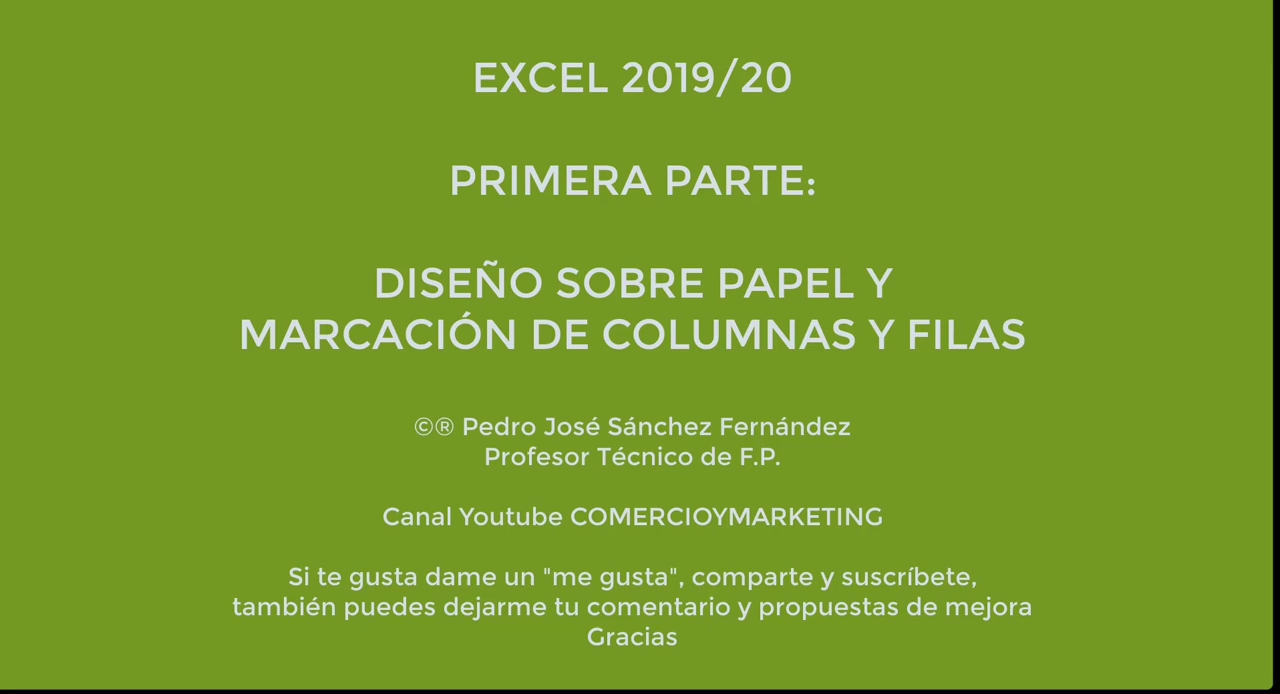 EXCEL 2019/20
PRIMERA PARTE:
DISEÑO SOBRE PAPEL Y
MARCACIÓN DE COLUMNAS Y FILAS
©® Pedro José Sánchez Fernández
Profesor Técnico de F.P.
Canal Youtube COMERCIOYMARKETING
Si te gusta dame un "me gusta", comparte y suscríbete,
también puedes dejarme tu comentario y propuestas de mejora
Gracias